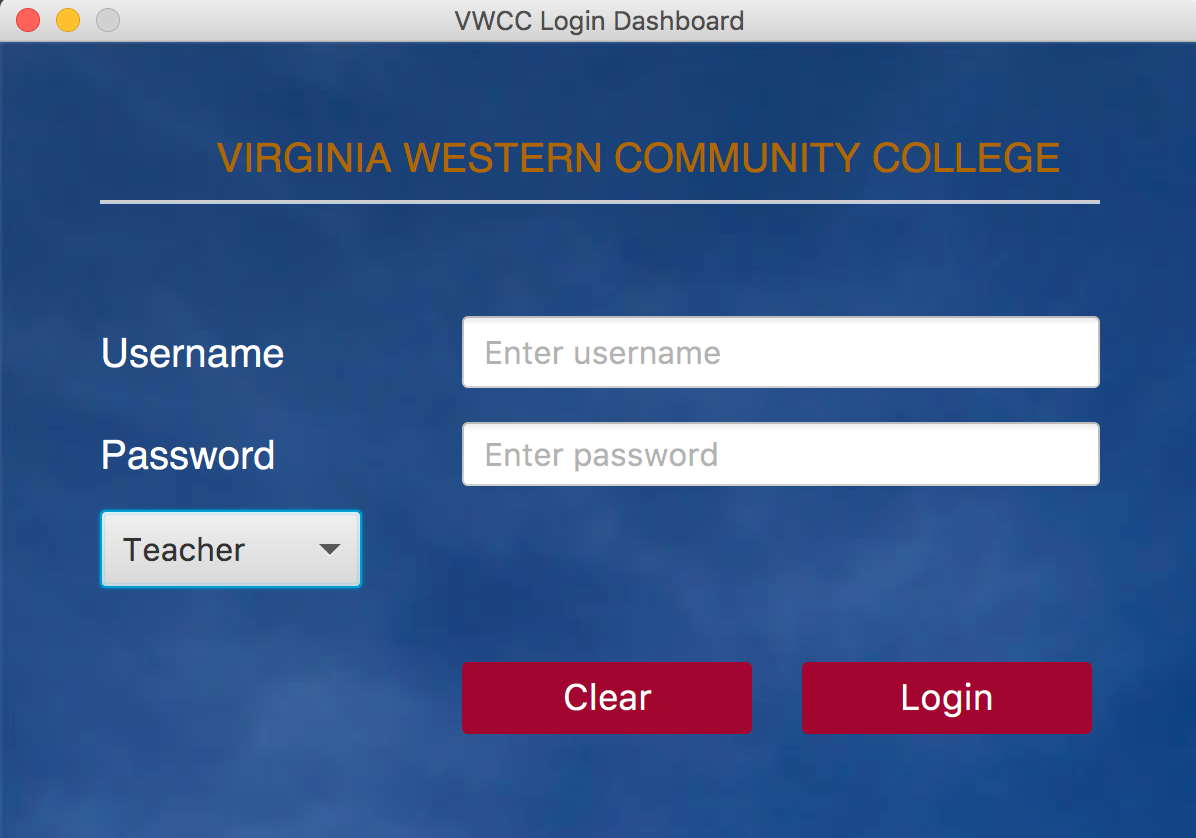 VWCC Login Dashboard
VIRGINIA WESTERN COMMUNITY COLLEGE
Username
Enter username
Password
Enter password
Teacher
Clear
Login